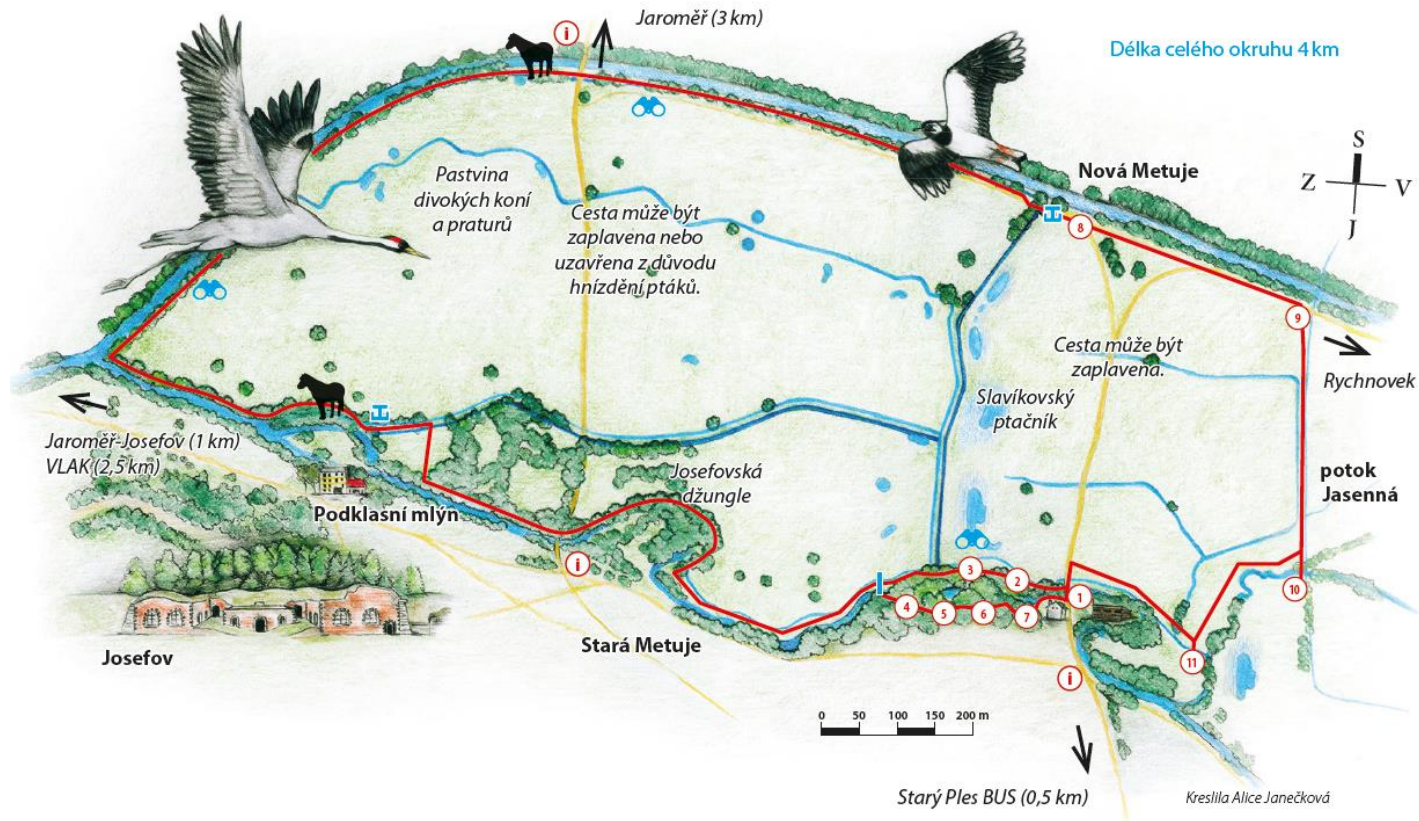 Jaroměř (3 km)
i
Délka celého okruhu 4 km
S
Z
V
J
Nová Metuje
Pastvina
divokých koní
a praturů
Cesta může být
zaplavena nebo
uzavřena z důvodu
hnízdění ptáků.
8
9
Cesta může být
zaplavena.
Rychnovek
Slavíkovský
ptačník
Jaroměř-Josefov (1 km)
VLAK (2,5 km)
Josefovská
džungle
potok
Jasenná
Podklasní mlýn
i
3
2
1
10
4
5
6
7
11
Stará Metuje
Josefov
i
0 50 100 150 200 m
Starý Ples BUS (0,5 km)
Kreslila Alice Janečková